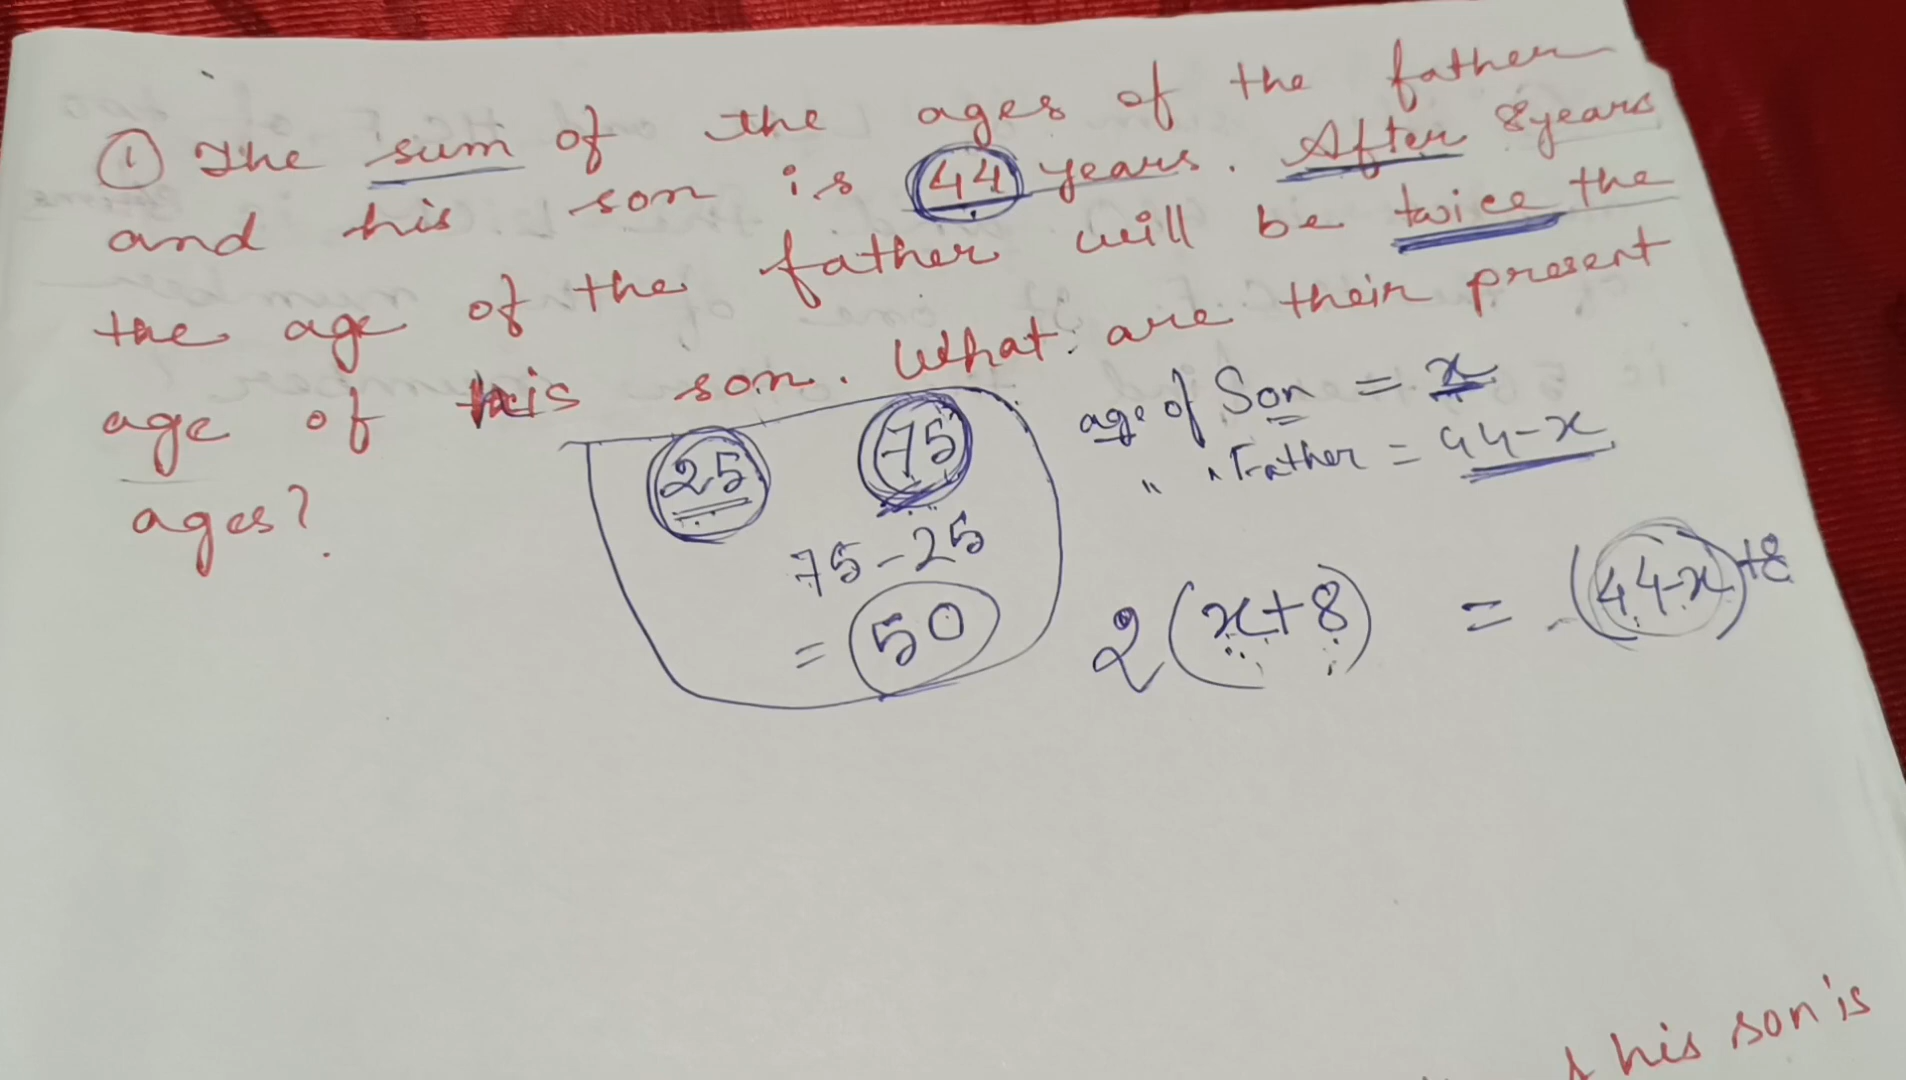 ① The sum of the ages of the father
and his son is 44 years. After 8 years
the age of the father will be twice the
age of his son. What are their present
ages?
25 75
75-25
= 50
age of Son = x
" " Father = 44-x
2(x+8) = (44-x)+8
his son is